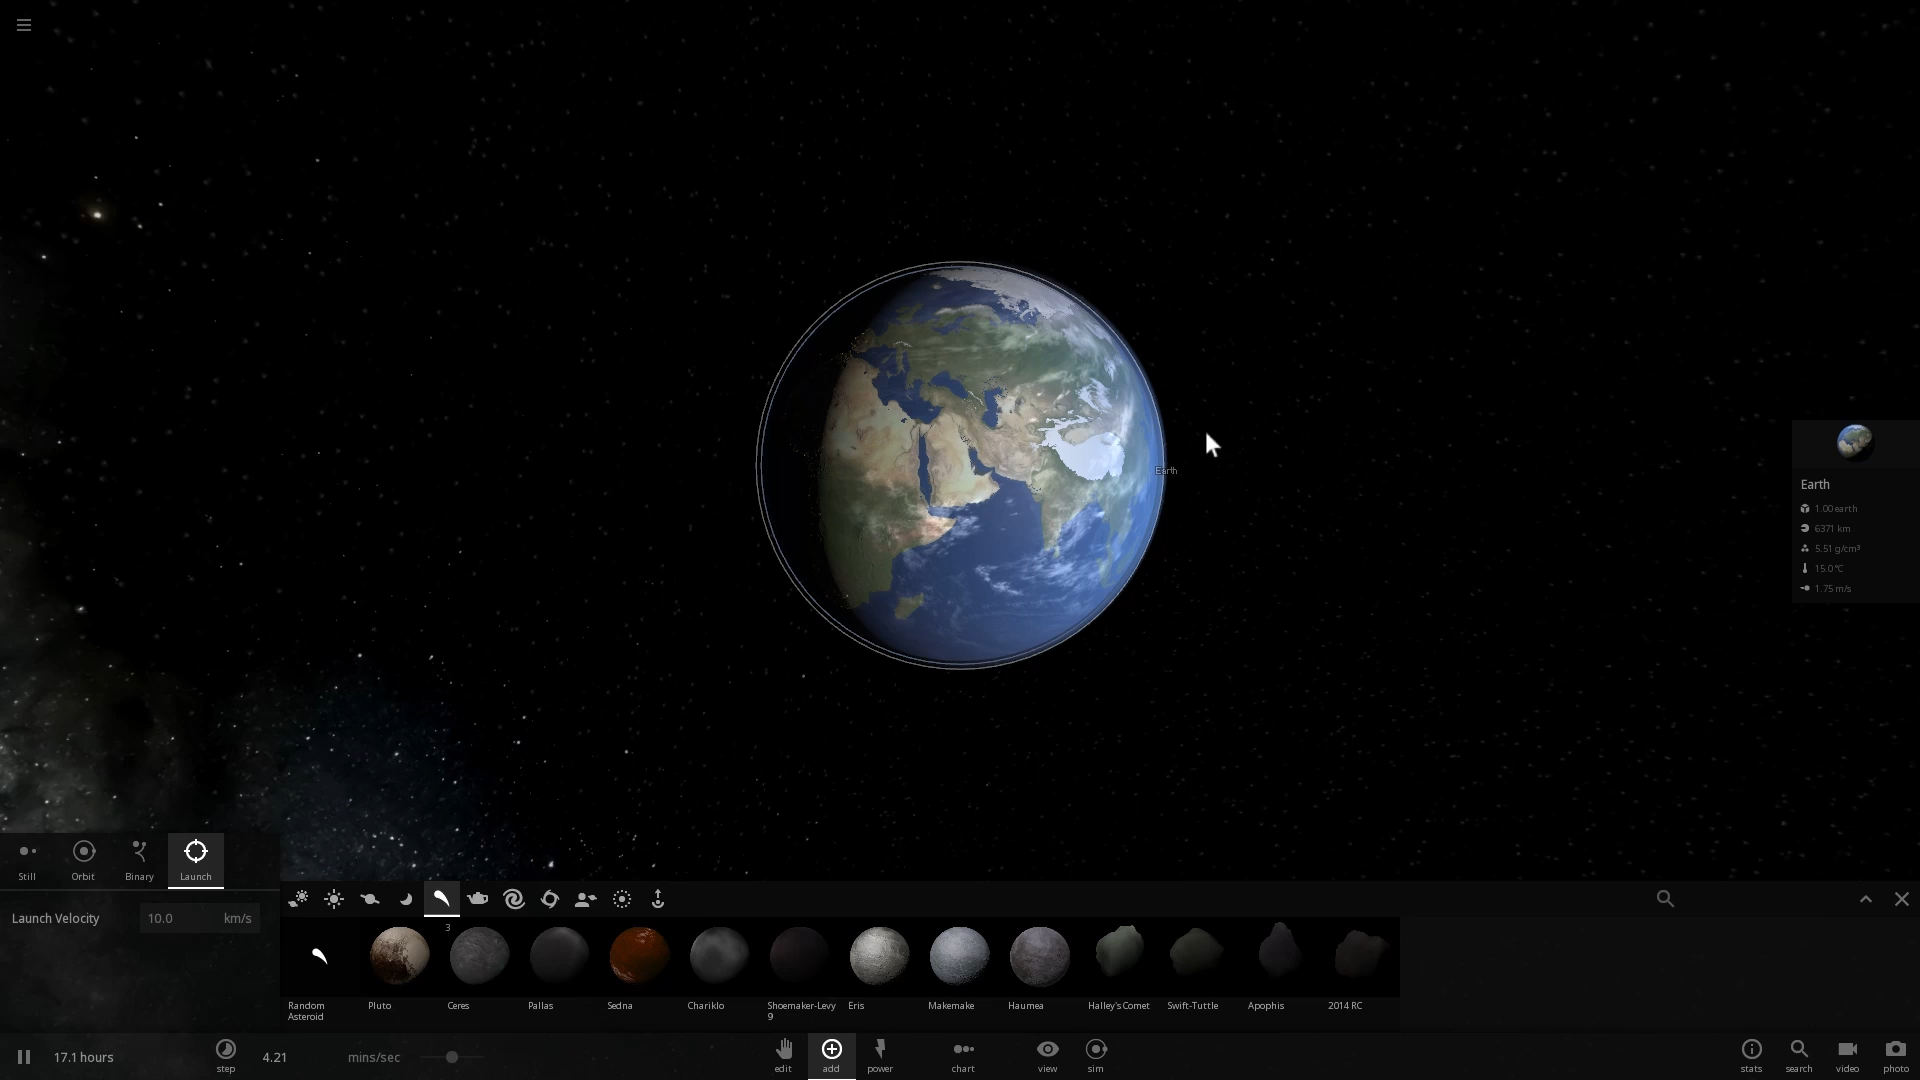 Earth
Earth
1.00 earth
6371 km
5.51 g/cm³
15.0 °C
1.75 m/s
Still
Orbit
Binary
Launch
Launch Velocity
10.0
km/s
3
Random
Asteroid
Pluto
Ceres
Pallas
Sedna
Chariklo
Shoemaker-Levy
9
Eris
Makemake
Haumea
Halley's Comet
Swift-Tuttle
Apophis
2014 RC
17.1 hours
step
4.21
mins/sec
edit
add
power
chart
view
sim
stats
search
video
photo